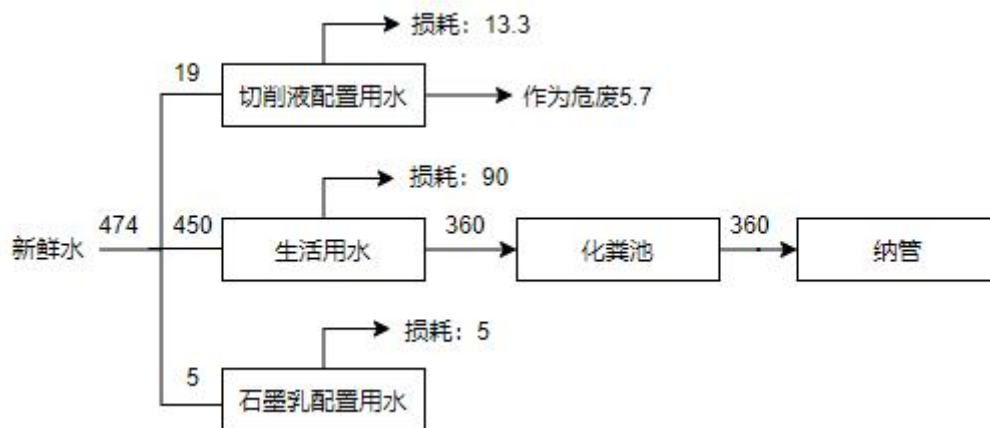 损耗：13.3
19
切削液配置用水
作为危废5.7
损耗：90
新鲜水
474
450
生活用水
360
化粪池
360
纳管
损耗：5
5
石墨乳配置用水